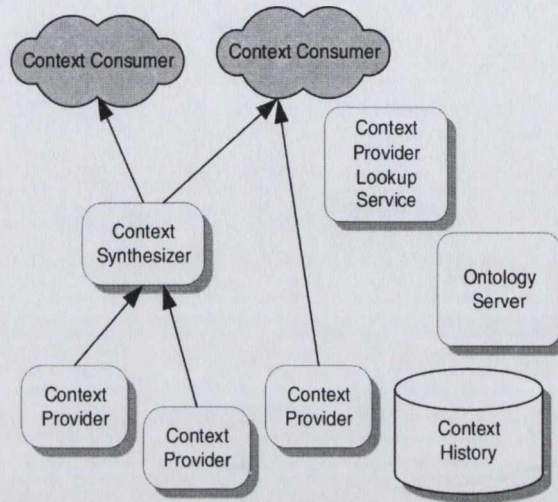 Context Consumer
Context Consumer
Context
Provider
Lookup
Service
Context
Synthesizer
Ontology
Server
Context
Provider
Context
Provider
Context
Provider
Context
History